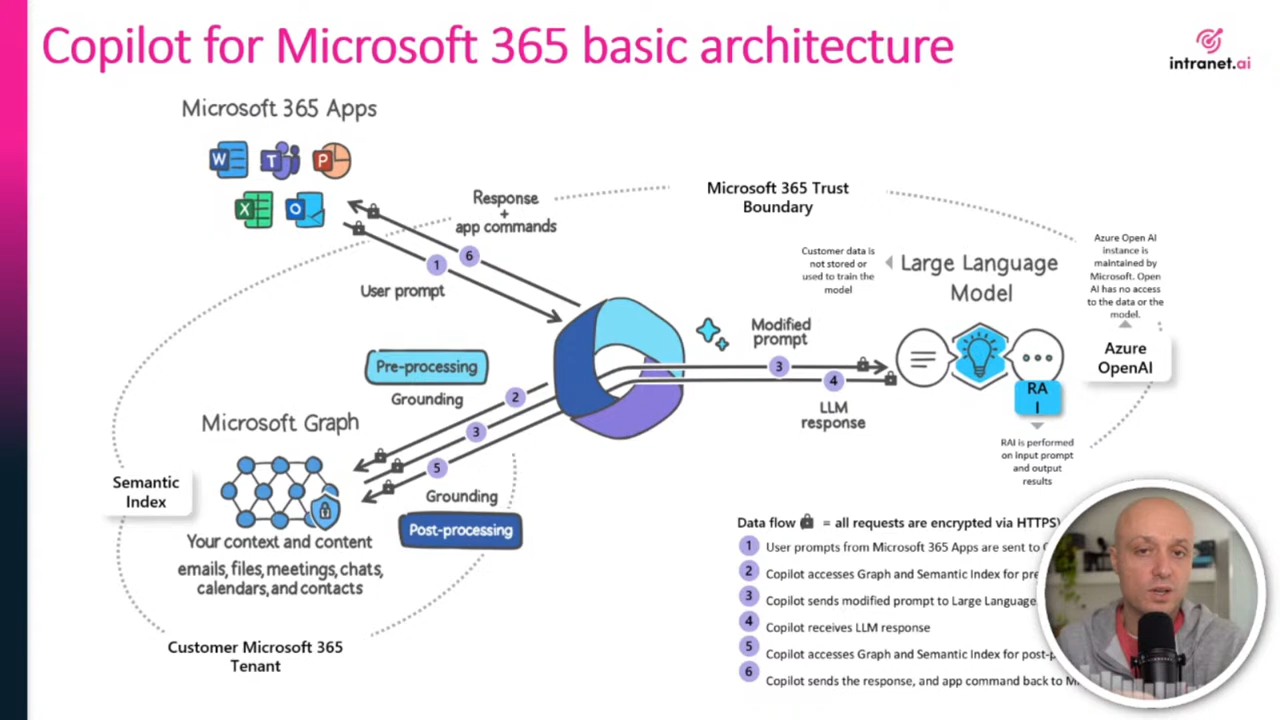 Copilot for Microsoft 365 basic architecture
intranet.ai
Microsoft 365 Apps
W
T
P
X
O
Response
+
app commands
6
1
User prompt
Microsoft 365 Trust
Boundary
Customer data is
not stored or
used to train the
model
Large Language
Model
Azure Open AI
instance is
maintained by
Microsoft. Open
AI has no access
to the data or the
model.
Azure
OpenAI
Modified
prompt
3
4
LLM
response
RA
I
RAI is performed
on input prompt
and output
results
Pre-processing
Grounding
2
3
5
Microsoft Graph
Semantic
Index
Grounding
Post-processing
Your context and content
emails, files, meetings, chats,
calendars, and contacts
Customer Microsoft 365
Tenant
Data flow = all requests are encrypted via HTTPS)
1 User prompts from Microsoft 365 Apps are sent to
2 Copilot accesses Graph and Semantic Index for
3 Copilot sends modified prompt to Large Language
4 Copilot receives LLM response
5 Copilot accesses Graph and Semantic Index for
6 Copilot sends the response, and app command back to